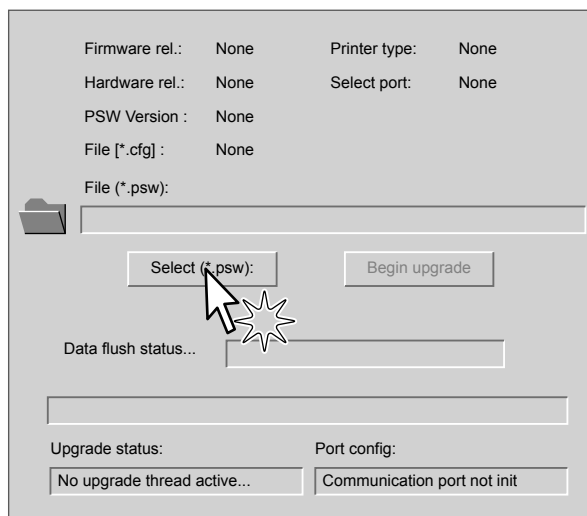 Firmware rel.: None Printer type: None
Hardware rel.: None Select port: None
PSW Version : None
File [*.cfg] : None
File (*.psw):
Select (*.psw): Begin upgrade
Data flush status...
Upgrade status: Port config:
No upgrade thread active... Communication port not init